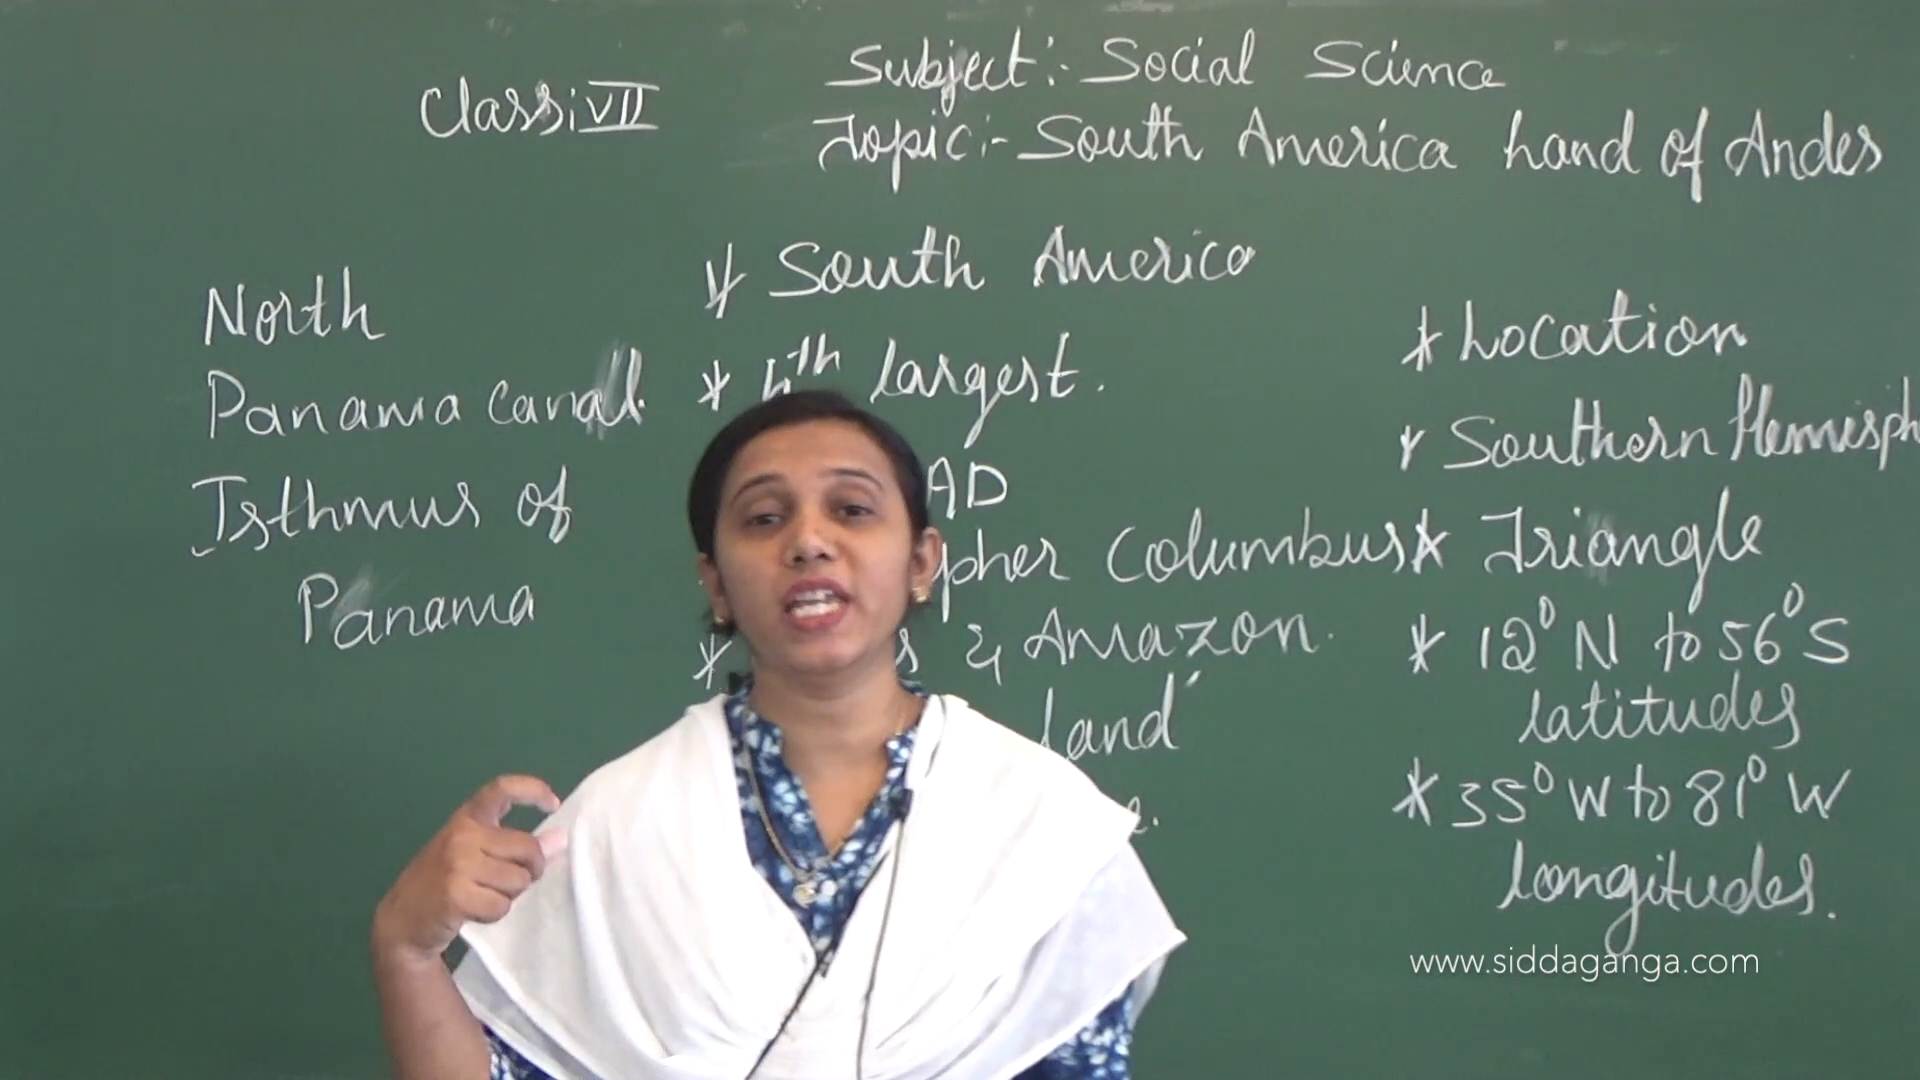 Class: VII
Subject :- Social Science
Topic :- South America Land of Andes
North
Panama Canal
Isthmus of
Panama
* South America
* 4th largest.
AD
pher Columbus
* s & Amazon.
land
e.
* Location
* Southern Hemisph
* Triangle
* 12° N to 56° S
latitudes
* 35° W to 81° W
longitudes.
www.siddaganga.com